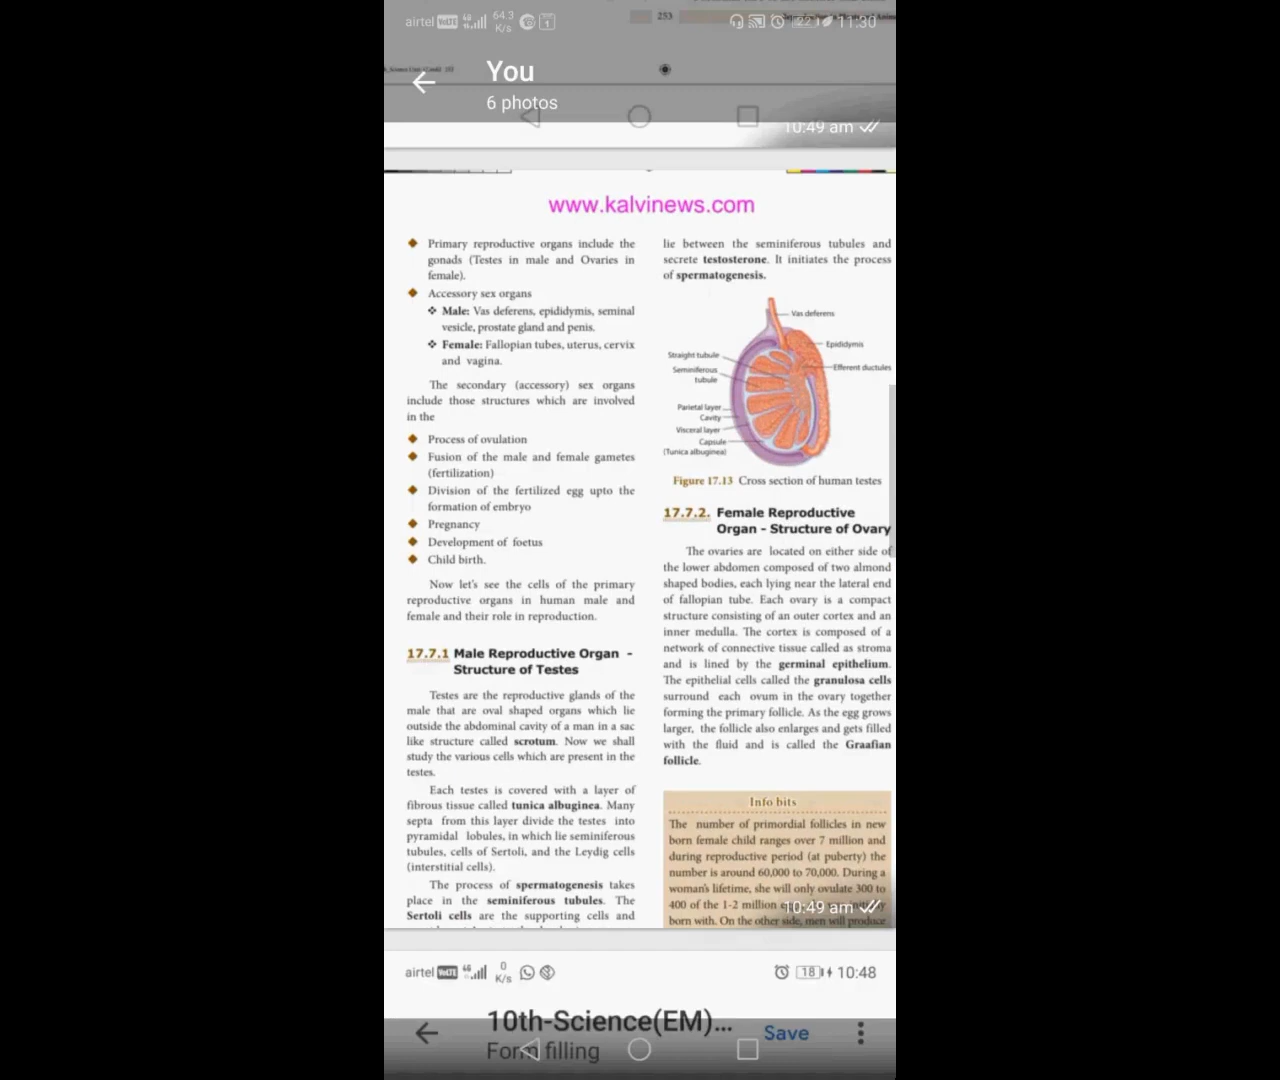 airtel VoLTE 4G 64.3 K/s 1 22 11:30
253
You
6 photos
10:49 am
www.kalvinews.com
Primary reproductive organs include the
gonads (Testes in male and Ovaries in
female).
Accessory sex organs
Male: Vas deferens, epididymis, seminal
vesicle, prostate gland and penis.
Female: Fallopian tubes, uterus, cervix
and vagina.
The secondary (accessory) sex organs
include those structures which are involved
in the
Process of ovulation
Fusion of the male and female gametes
(fertilization)
Division of the fertilized egg upto the
formation of embryo
Pregnancy
Development of foetus
Child birth.
Now let's see the cells of the primary
reproductive organs in human male and
female and their role in reproduction.
17.7.1 Male Reproductive Organ -
Structure of Testes
Testes are the reproductive glands of the
male that are oval shaped organs which lie
outside the abdominal cavity of a man in a sac
like structure called scrotum. Now we shall
study the various cells which are present in the
testes.
Each testes is covered with a layer of
fibrous tissue called tunica albuginea. Many
septa from this layer divide the testes into
pyramidal lobules, in which lie seminiferous
tubules, cells of Sertoli, and the Leydig cells
(interstitial cells).
The process of spermatogenesis takes
place in the seminiferous tubules. The
Sertoli cells are the supporting cells and
lie between the seminiferous tubules and
secrete testosterone. It initiates the process
of spermatogenesis.
Vas deferens
Epididymis
Straight tubule
Efferent ductules
Seminiferous
tubule
Parietal layer
Cavity
Visceral layer
Capsule
(Tunica albuginea)
Figure 17.13 Cross section of human testes
17.7.2. Female Reproductive
Organ - Structure of Ovary
The ovaries are located on either side of
the lower abdomen composed of two almond
shaped bodies, each lying near the lateral end
of fallopian tube. Each ovary is a compact
structure consisting of an outer cortex and an
inner medulla. The cortex is composed of a
network of connective tissue called as stroma
and is lined by the germinal epithelium.
The epithelial cells called the granulosa cells
surround each ovum in the ovary together
forming the primary follicle. As the egg grows
larger, the follicle also enlarges and gets filled
with the fluid and is called the Graafian
follicle.
Info bits
The number of primordial follicles in new
born female child ranges over 7 million and
during reproductive period (at puberty) the
number is around 60,000 to 70,000. During a
woman's lifetime, she will only ovulate 300 to
400 of the 1-2 million
born with. On the other side, men will produce
10:49 am
airtel VoLTE 4G 0 K/s 18 10:48
10th-Science(EM)...
Form filling
Save